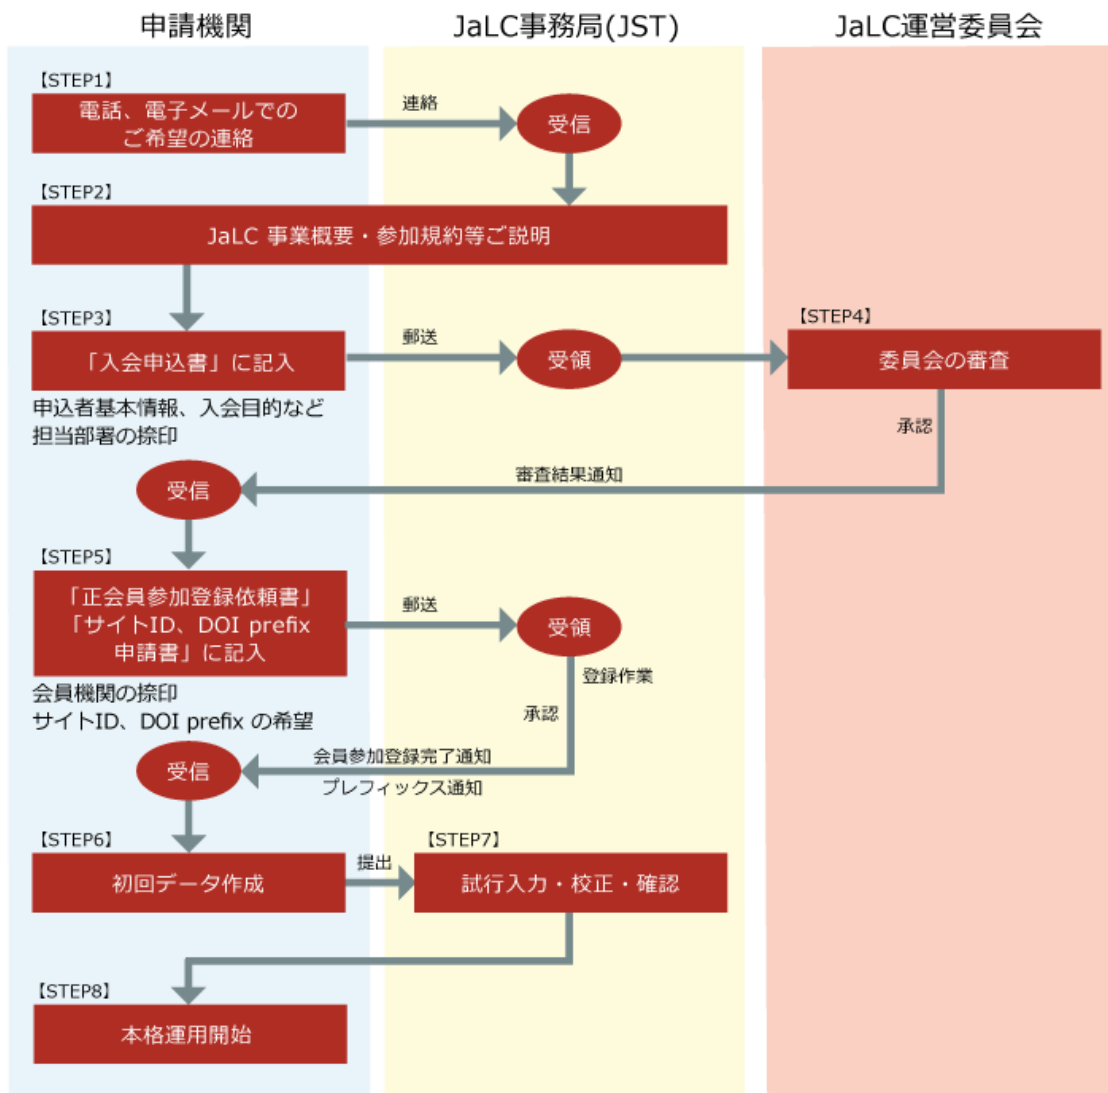 申請機関
JaLC事務局(JST)
JaLC運営委員会
【STEP1】
電話、電子メールでの
ご希望の連絡
連絡
受信
【STEP2】
JaLC 事業概要・参加規約等ご説明
【STEP3】
「入会申込書」に記入
郵送
受領
【STEP4】
委員会の審査
申込者基本情報、入会目的など
担当部署の捺印
承認
審査結果通知
受信
【STEP5】
「正会員参加登録依頼書」
「サイトID、DOI prefix
申請書」に記入
郵送
受領
会員機関の捺印
サイトID、DOI prefix の希望
登録作業
承認
会員参加登録完了通知
プレフィックス通知
受信
【STEP6】
初回データ作成
提出
【STEP7】
試行入力・校正・確認
【STEP8】
本格運用開始